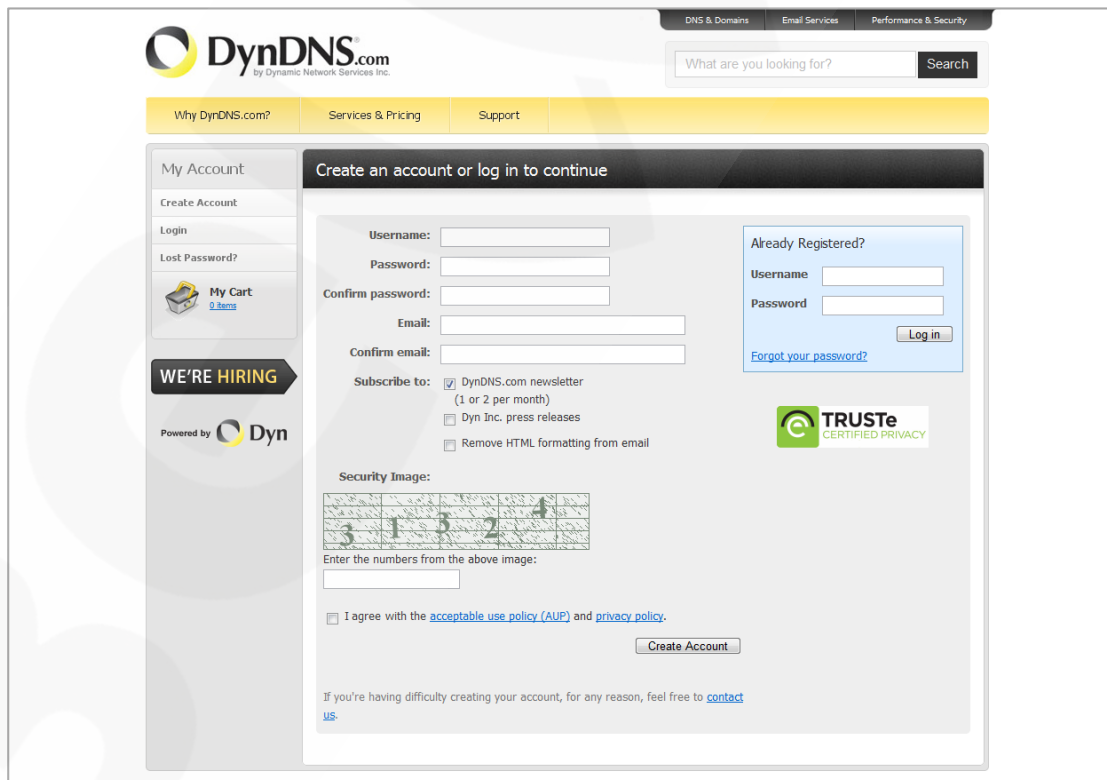 DNS & Domains Email Services Performance & Security
DynDNS.com
by Dynamic Network Services Inc.
What are you looking for? Search
Why DynDNS.com? Services & Pricing Support
My Account
Create Account
Login
Lost Password?
My Cart
0 items
WE'RE HIRING
Powered by Dyn
Create an account or log in to continue
Username:
Password:
Confirm password:
Email:
Confirm email:
Subscribe to: DynDNS.com newsletter
(1 or 2 per month)
Dyn Inc. press releases
Remove HTML formatting from email
Security Image:
3 1 3 2 4
Enter the numbers from the above image:
I agree with the acceptable use policy (AUP) and privacy policy.
Create Account
If you're having difficulty creating your account, for any reason, feel free to contact
us.
Already Registered?
Username
Password
Log in
Forgot your password?
TRUSTe
CERTIFIED PRIVACY